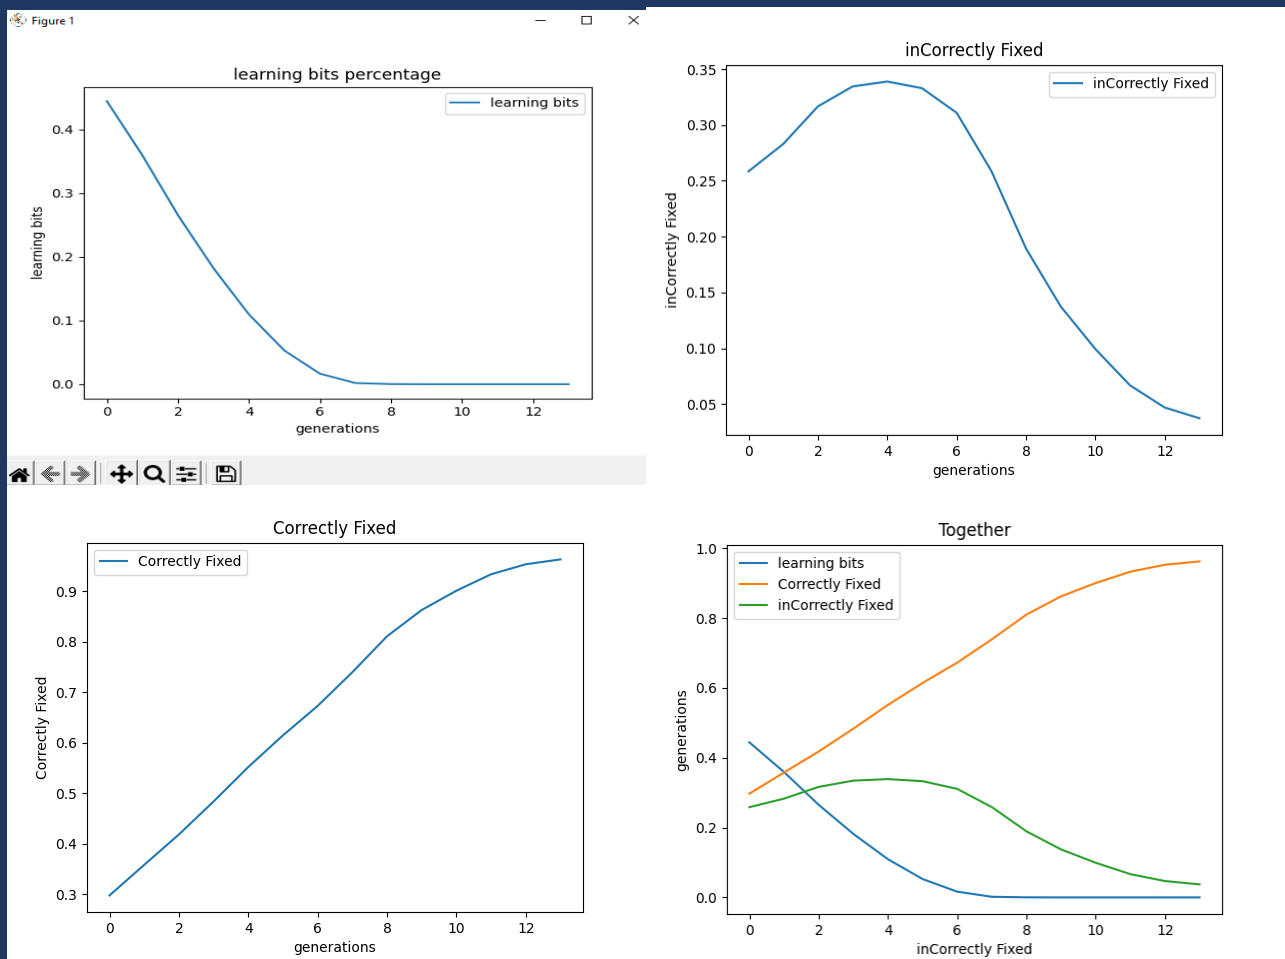 Figure 1
learning bits percentage
learning bits
0.4
0.3
0.2
0.1
0.0
learning bits
0 2 4 6 8 10 12
generations
inCorrectly Fixed
inCorrectly Fixed
0.35
0.30
0.25
0.20
0.15
0.10
0.05
inCorrectly Fixed
0 2 4 6 8 10 12
generations
Correctly Fixed
Correctly Fixed
0.9
0.8
0.7
0.6
0.5
0.4
0.3
Correctly Fixed
0 2 4 6 8 10 12
generations
Together
learning bits
Correctly Fixed
inCorrectly Fixed
1.0
0.8
0.6
0.4
0.2
0.0
generations
0 2 4 6 8 10 12
inCorrectly Fixed